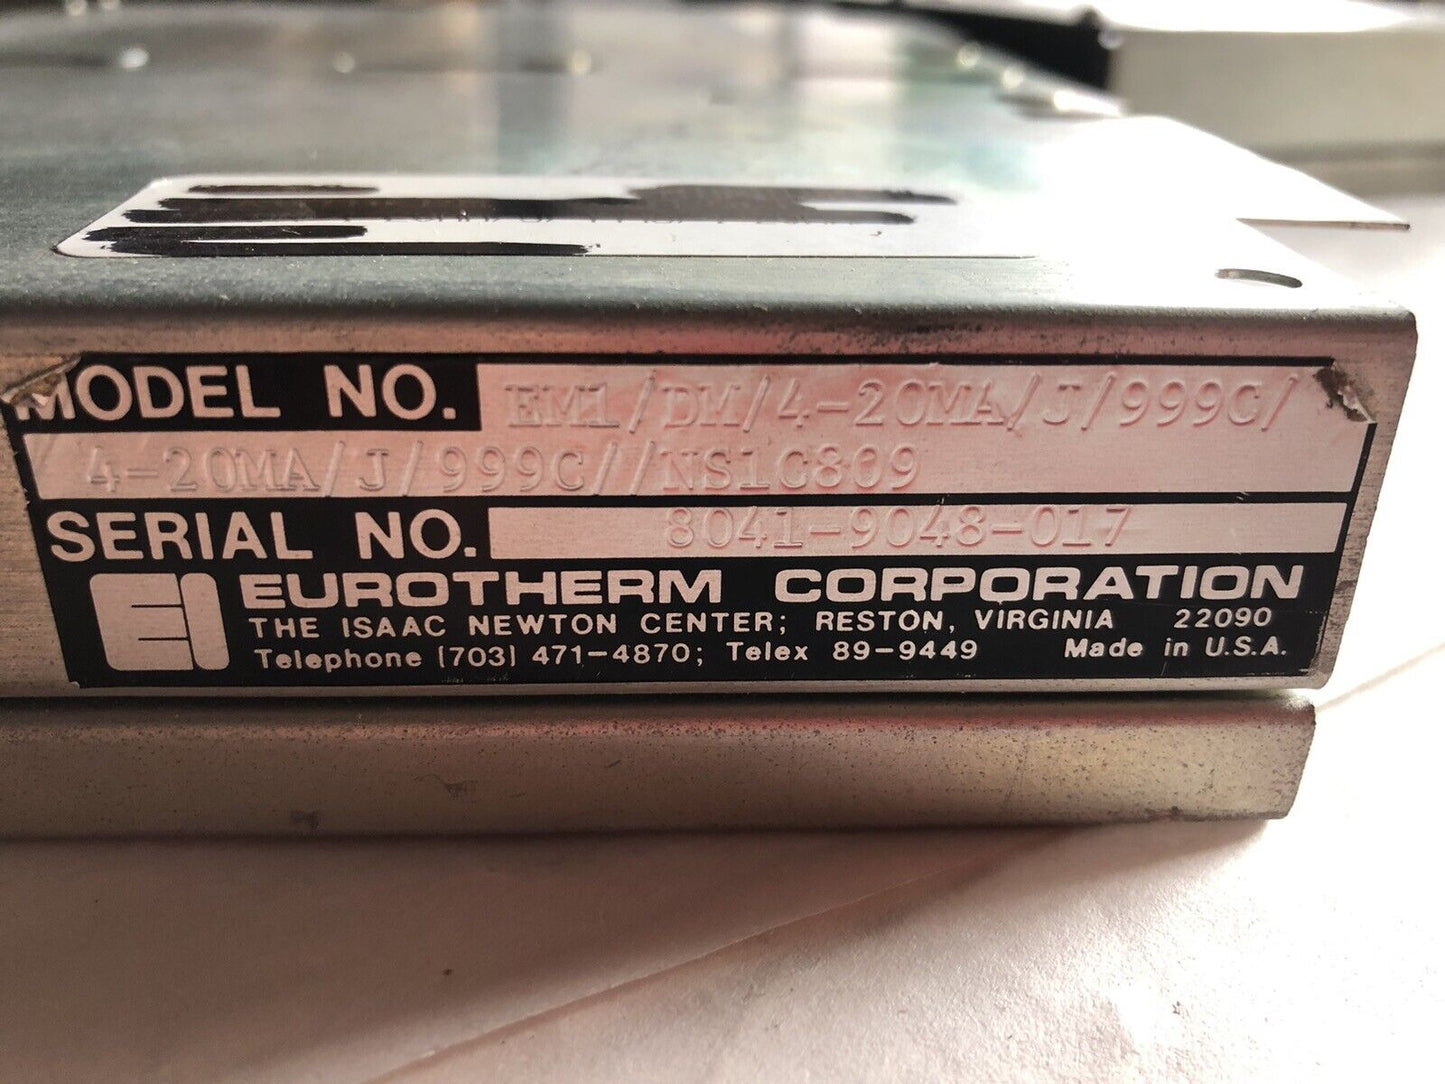 MODEL NO. EM1/DM/4-20MA/J/999C/
4-20MA/J/999C//NS1C809
SERIAL NO. 8041-9048-017
EI EUROTHERM CORPORATION
THE ISAAC NEWTON CENTER; RESTON, VIRGINIA 22090
Telephone (703) 471-4870; Telex 89-9449 Made in U.S.A.